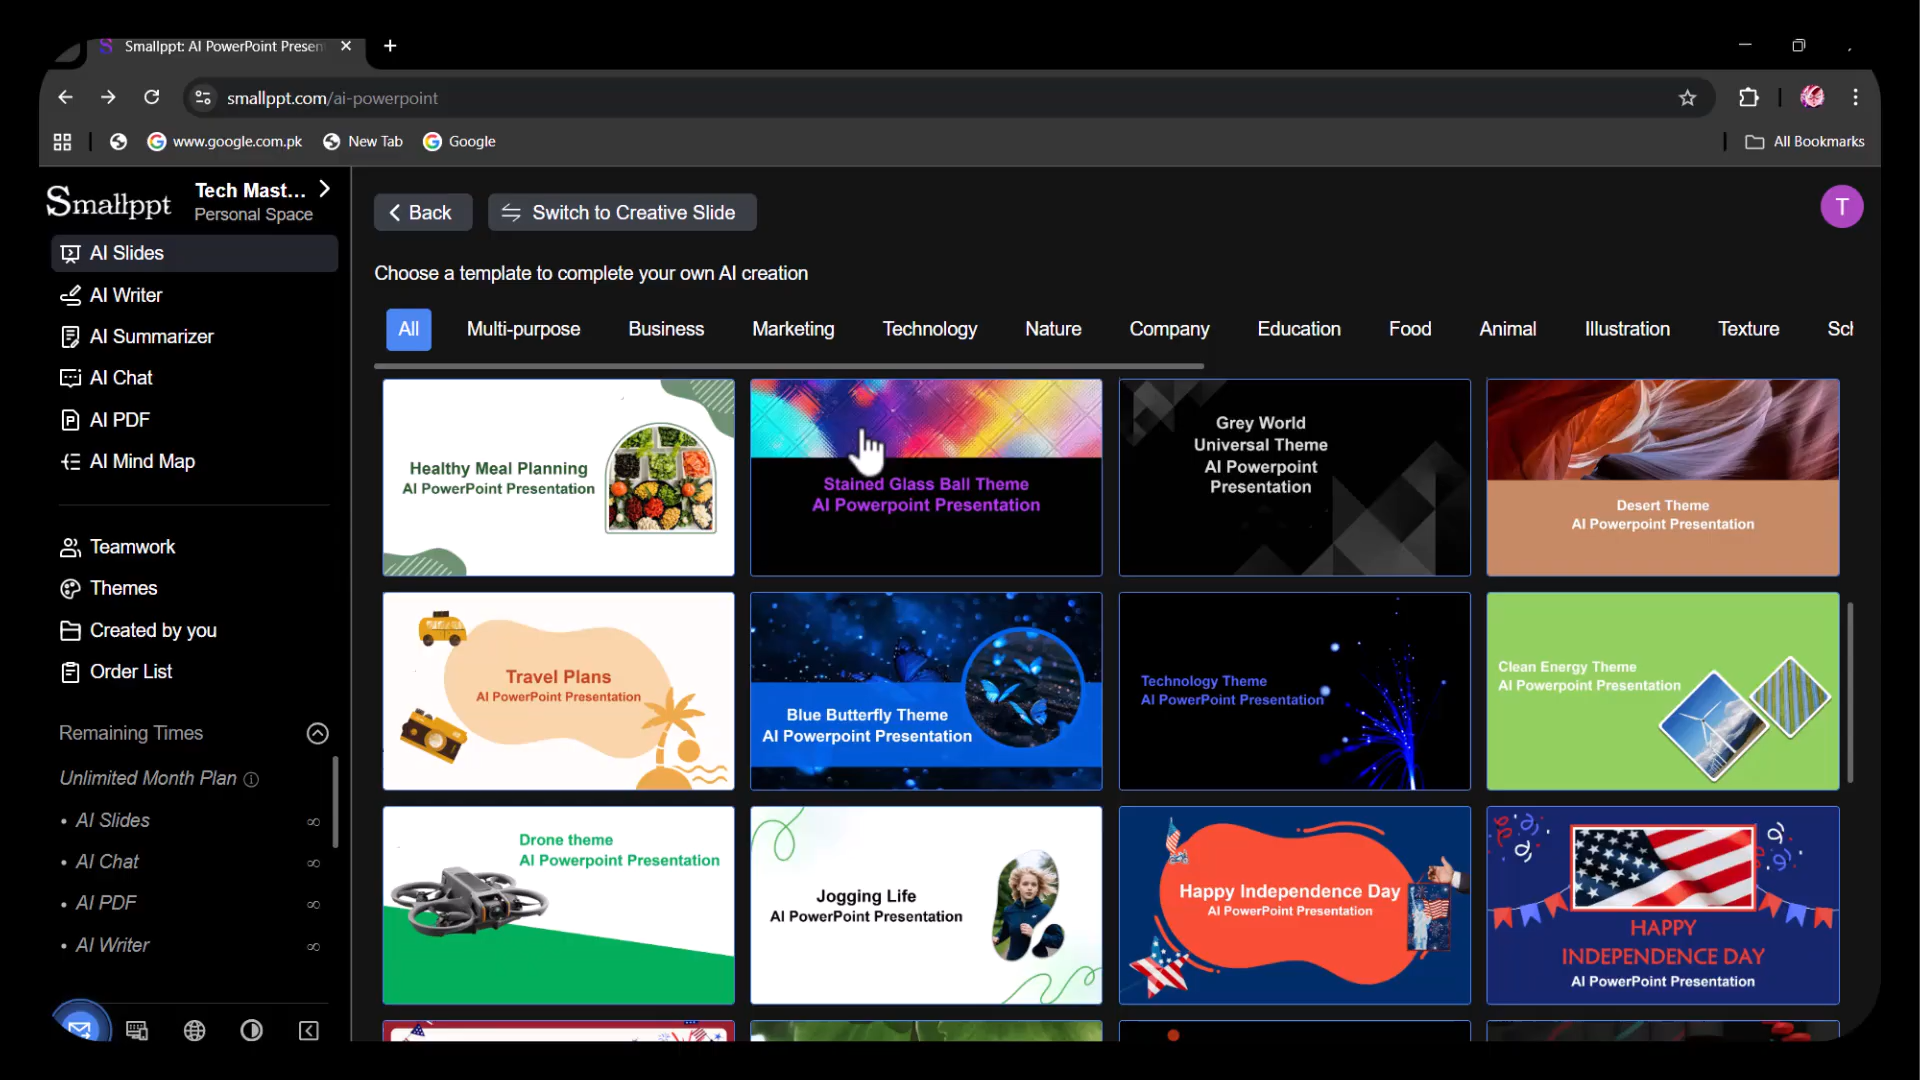 Smallppt: AI PowerPoint Presen
smallppt.com/ai-powerpoint
www.google.com.pk
New Tab
Google
All Bookmarks
Smallppt
Tech Mast...
Personal Space
AI Slides
AI Writer
AI Summarizer
AI Chat
AI PDF
AI Mind Map
Teamwork
Themes
Created by you
Order List
Remaining Times
Unlimited Month Plan
• AI Slides ∞
• AI Chat ∞
• AI PDF ∞
• AI Writer ∞
Back
Switch to Creative Slide
T
Choose a template to complete your own AI creation
All Multi-purpose Business Marketing Technology Nature Company Education Food Animal Illustration Texture Scl
Healthy Meal Planning
AI PowerPoint Presentation
Stained Glass Ball Theme
AI Powerpoint Presentation
Grey World
Universal Theme
AI Powerpoint
Presentation
Desert Theme
AI Powerpoint Presentation
Travel Plans
AI PowerPoint Presentation
Blue Butterfly Theme
AI Powerpoint Presentation
Technology Theme
AI PowerPoint Presentation
Clean Energy Theme
AI Powerpoint Presentation
Drone theme
AI Powerpoint Presentation
Jogging Life
AI PowerPoint Presentation
Happy Independence Day
AI PowerPoint Presentation
HAPPY
INDEPENDENCE DAY
AI PowerPoint Presentation